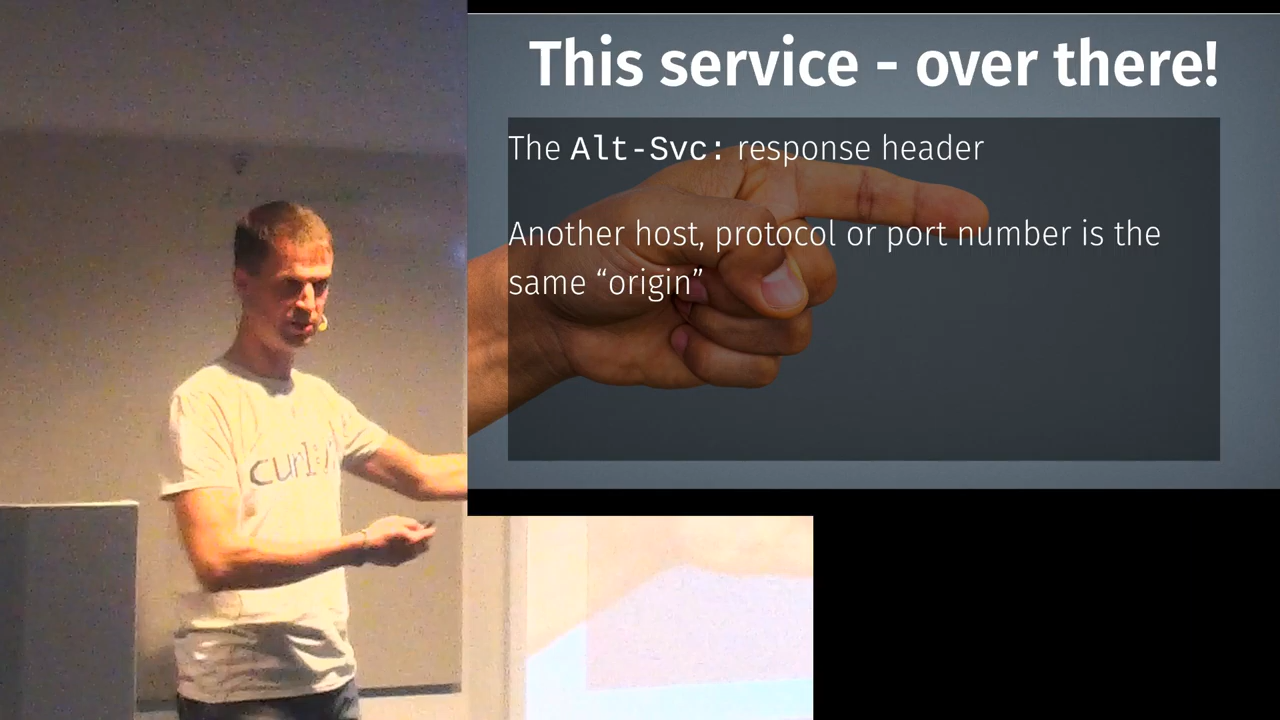 This service - over there!
The Alt-Svc: response header
Another host, protocol or port number is the
same “origin”
curl